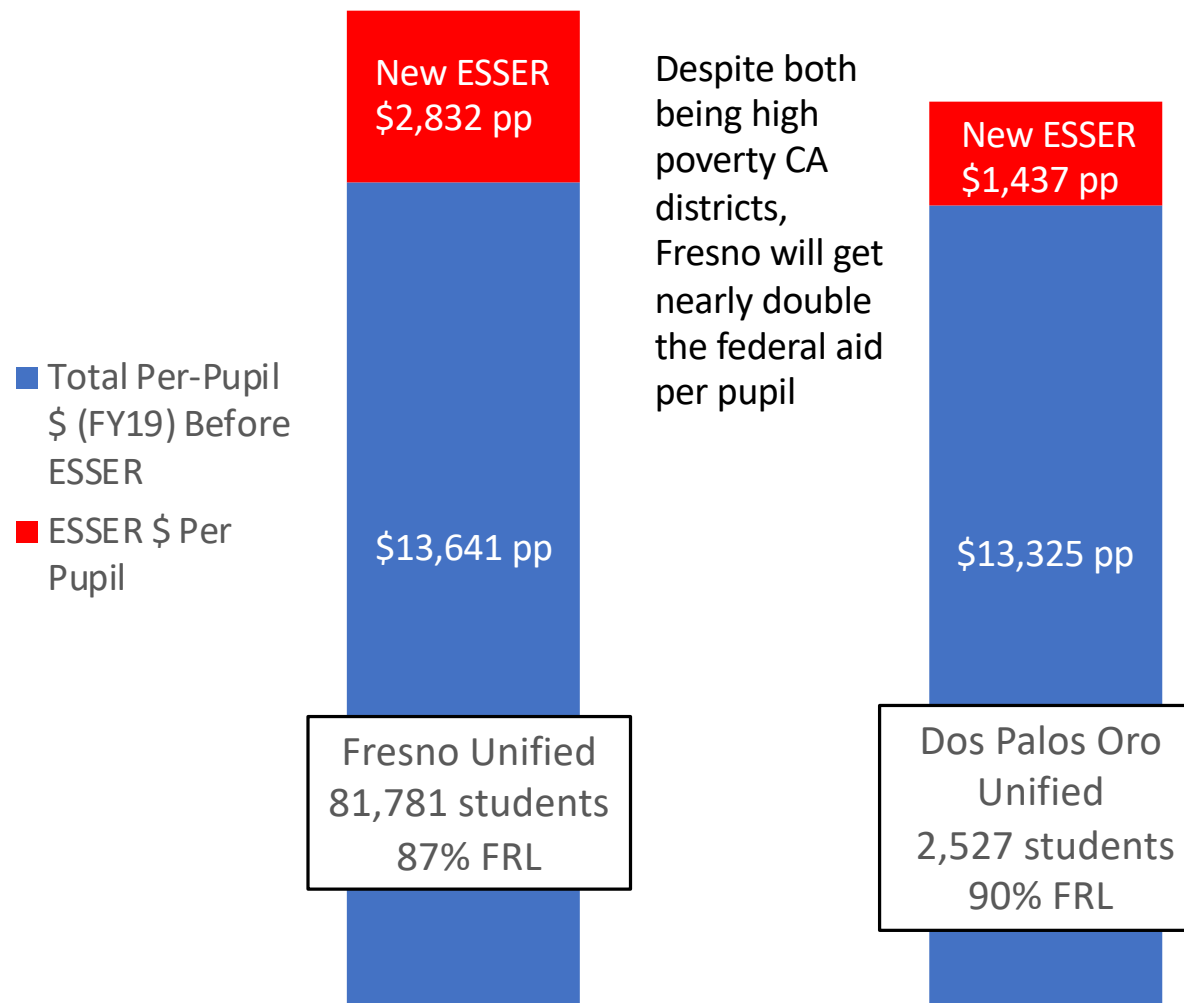 New ESSER
$2,832 pp
Despite both
being high
poverty CA
districts,
Fresno will get
nearly double
the federal aid
per pupil
New ESSER
$1,437 pp
Total Per-Pupil
$ (FY19) Before
ESSER
ESSER $ Per
Pupil
$13,641 pp
$13,325 pp
Fresno Unified
81,781 students
87% FRL
Dos Palos Oro
Unified
2,527 students
90% FRL